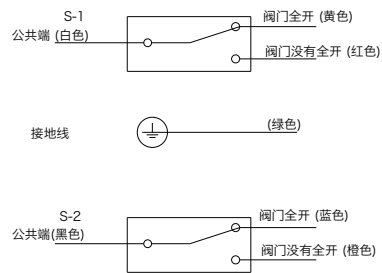 S-1
阀门全开 (黄色)
公共端 (白色)
阀门没有全开 (红色)
接地线
(绿色)
S-2
阀门全开 (蓝色)
公共端(黑色)
阀门没有全开 (橙色)